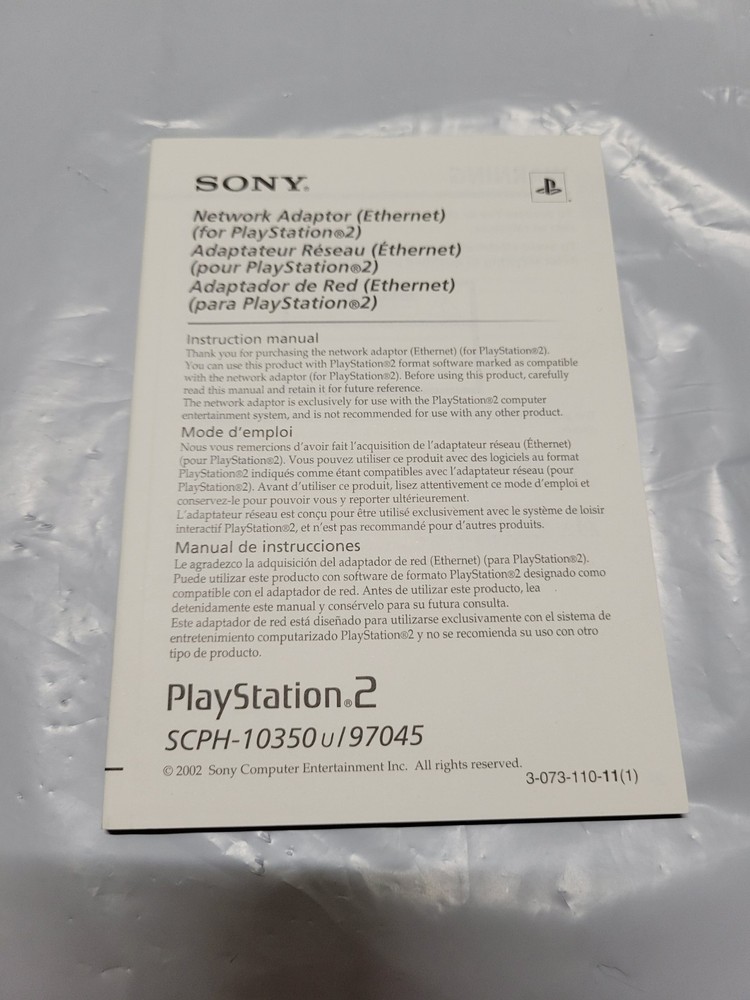 SONY®
Network Adaptor (Ethernet)
(for PlayStation®2)
Adaptateur Réseau (Éthernet)
(pour PlayStation®2)
Adaptador de Red (Ethernet)
(para PlayStation®2)
Instruction manual
Thank you for purchasing the network adaptor (Ethernet) (for PlayStation®2).
You can use this product with PlayStation®2 format software marked as compatible
with the network adaptor (for PlayStation®2). Before using this product, carefully
read this manual and retain it for future reference.
The network adaptor is exclusively for use with the PlayStation®2 computer
entertainment system, and is not recommended for use with any other product.
Mode d'emploi
Nous vous remercions d'avoir fait l'acquisition de l'adaptateur réseau (Éthernet)
(pour PlayStation®2). Vous pouvez utiliser ce produit avec des logiciels au format
PlayStation®2 indiqués comme étant compatibles avec l'adaptateur réseau (pour
PlayStation®2). Avant d'utiliser ce produit, lisez attentivement ce mode d'emploi et
conservez-le pour pouvoir vous y reporter ultérieurement.
L'adaptateur réseau est conçu pour être utilisé exclusivement avec le système de loisir
interactif PlayStation®2, et n'est pas recommandé pour d'autres produits.
Manual de instrucciones
Le agradezco la adquisición del adaptador de red (Ethernet) (para PlayStation®2).
Puede utilizar este producto con software de formato PlayStation®2 designado como
compatible con el adaptador de red. Antes de utilizar este producto, lea
detenidamente este manual y consérvelo para su futura consulta.
Este adaptador de red está diseñado para utilizarse exclusivamente con el sistema de
entretenimiento computarizado PlayStation®2 y no se recomienda su uso con otro
tipo de producto.
PlayStation®2
SCPH-10350 U/97045
© 2002 Sony Computer Entertainment Inc. All rights reserved.
3-073-110-11(1)